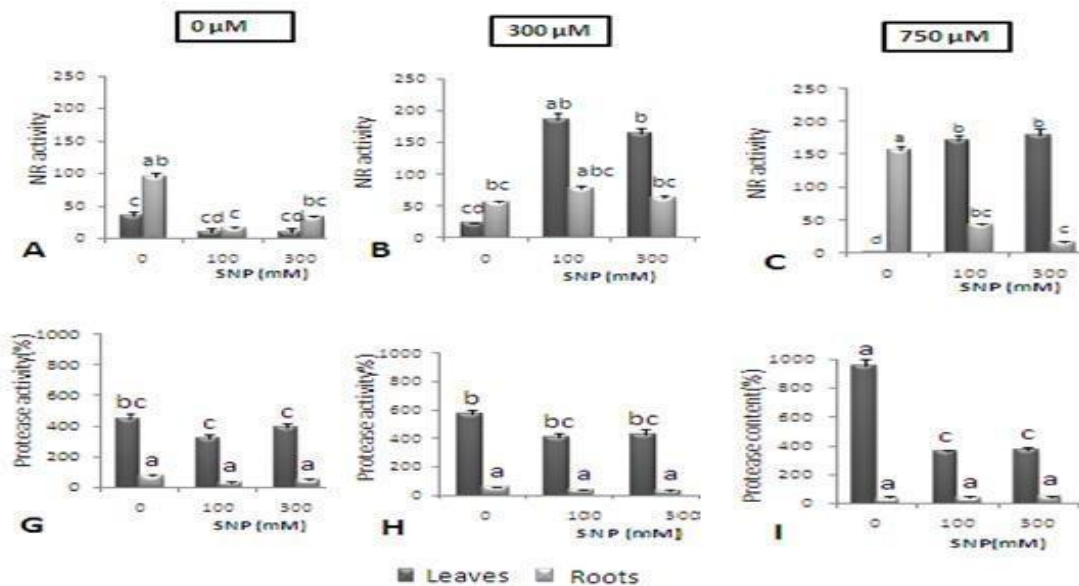 0 µM
300 µM
750 µM
NR activity
250
200
150
100
50
0
c
ab
cd
c
cd
bc
0
100
300
SNP (mM)
A
NR activity
250
200
150
100
50
0
cd
bc
ab
abc
b
bc
0
100
300
SNP (mM)
B
NR activity
250
200
150
100
50
0
d
a
b
bc
b
c
0
100
300
SNP (mM)
C
Protease activity(%)
1000
800
600
400
200
0
bc
a
c
a
c
a
0
100
300
SNP (mM)
G
Protease activity%)
1000
800
600
400
200
0
b
a
bc
a
bc
a
0
100
300
SNP (mM)
H
Protease content(%)
1000
800
600
400
200
0
a
a
c
a
c
a
0
100
300
SNP(mM)
I
Leaves
Roots